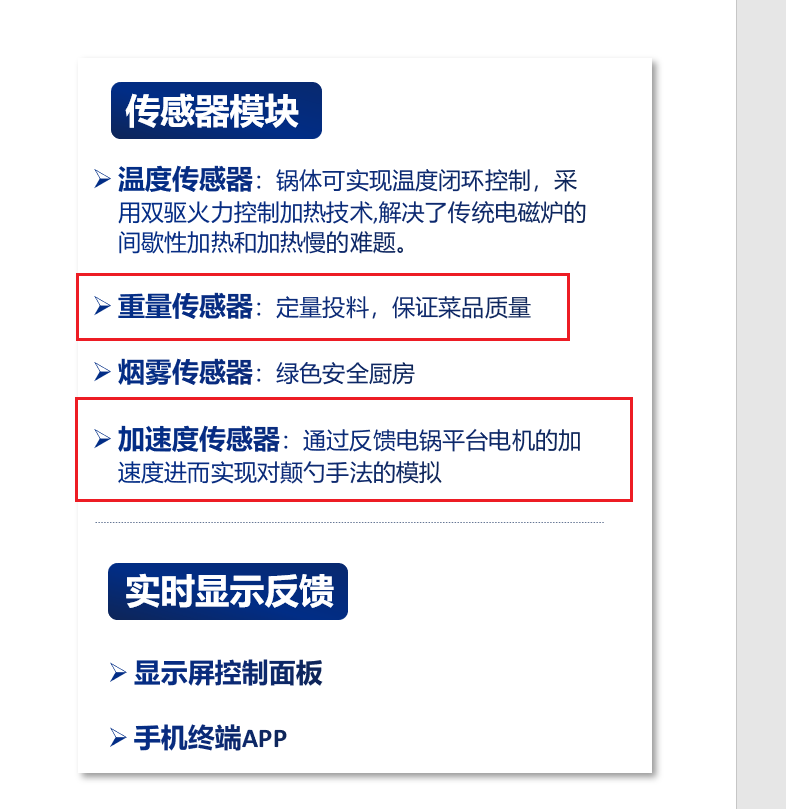 传感器模块
温度传感器：锅体可实现温度闭环控制，采
用双驱火力控制加热技术,解决了传统电磁炉的
间歇性加热和加热慢的难题。
重量传感器：定量投料，保证菜品质量
烟雾传感器：绿色安全厨房
加速度传感器：通过反馈电锅平台电机的加
速度进而实现对颠勺手法的模拟
实时显示反馈
显示屏控制面板
手机终端APP